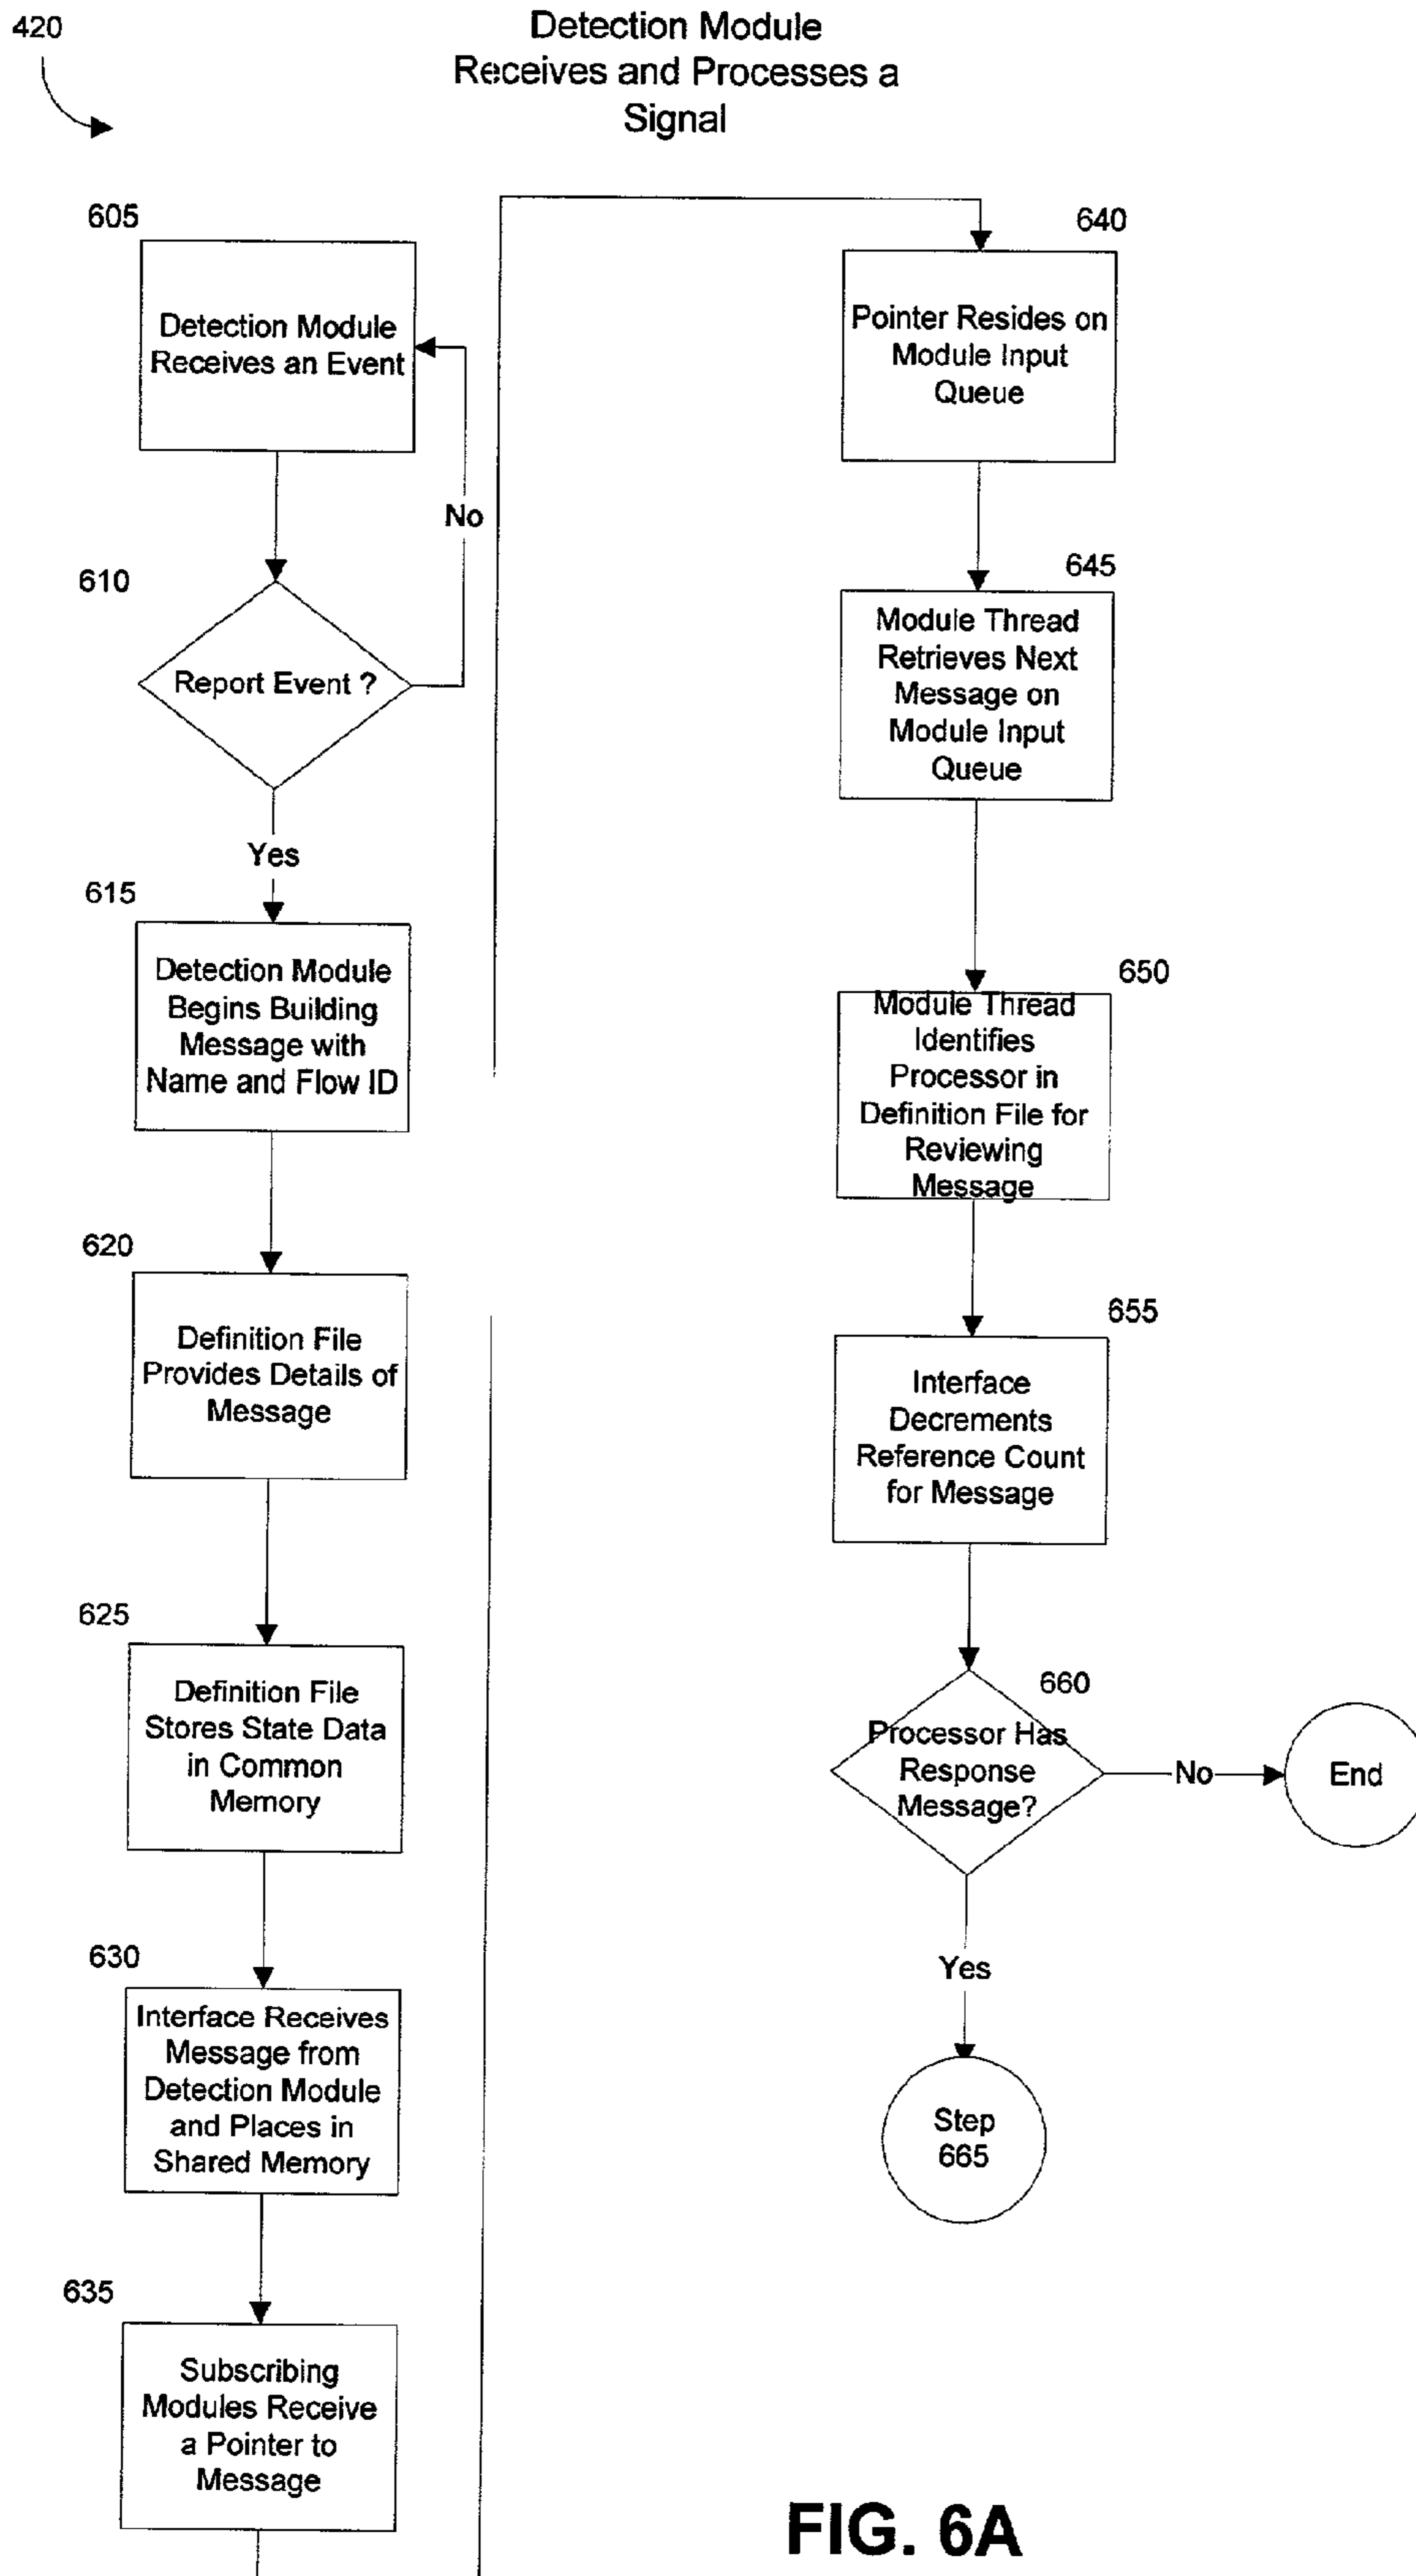 420
Detection Module
Receives and Processes a
Signal
605
Detection Module
Receives an Event
No
610
Report Event ?
Yes
615
Detection Module
Begins Building
Message with
Name and Flow ID
620
Definition File
Provides Details of
Message
625
Definition File
Stores State Data
in Common
Memory
630
Interface Receives
Message from
Detection Module
and Places in
Shared Memory
635
Subscribing
Modules Receive
a Pointer to
Message
640
Pointer Resides on
Module Input
Queue
645
Module Thread
Retrieves Next
Message on
Module Input
Queue
650
Module Thread
Identifies
Processor in
Definition File for
Reviewing
Message
655
Interface
Decrements
Reference Count
for Message
660
Processor Has
Response
Message?
No
End
Yes
Step
665
FIG. 6A